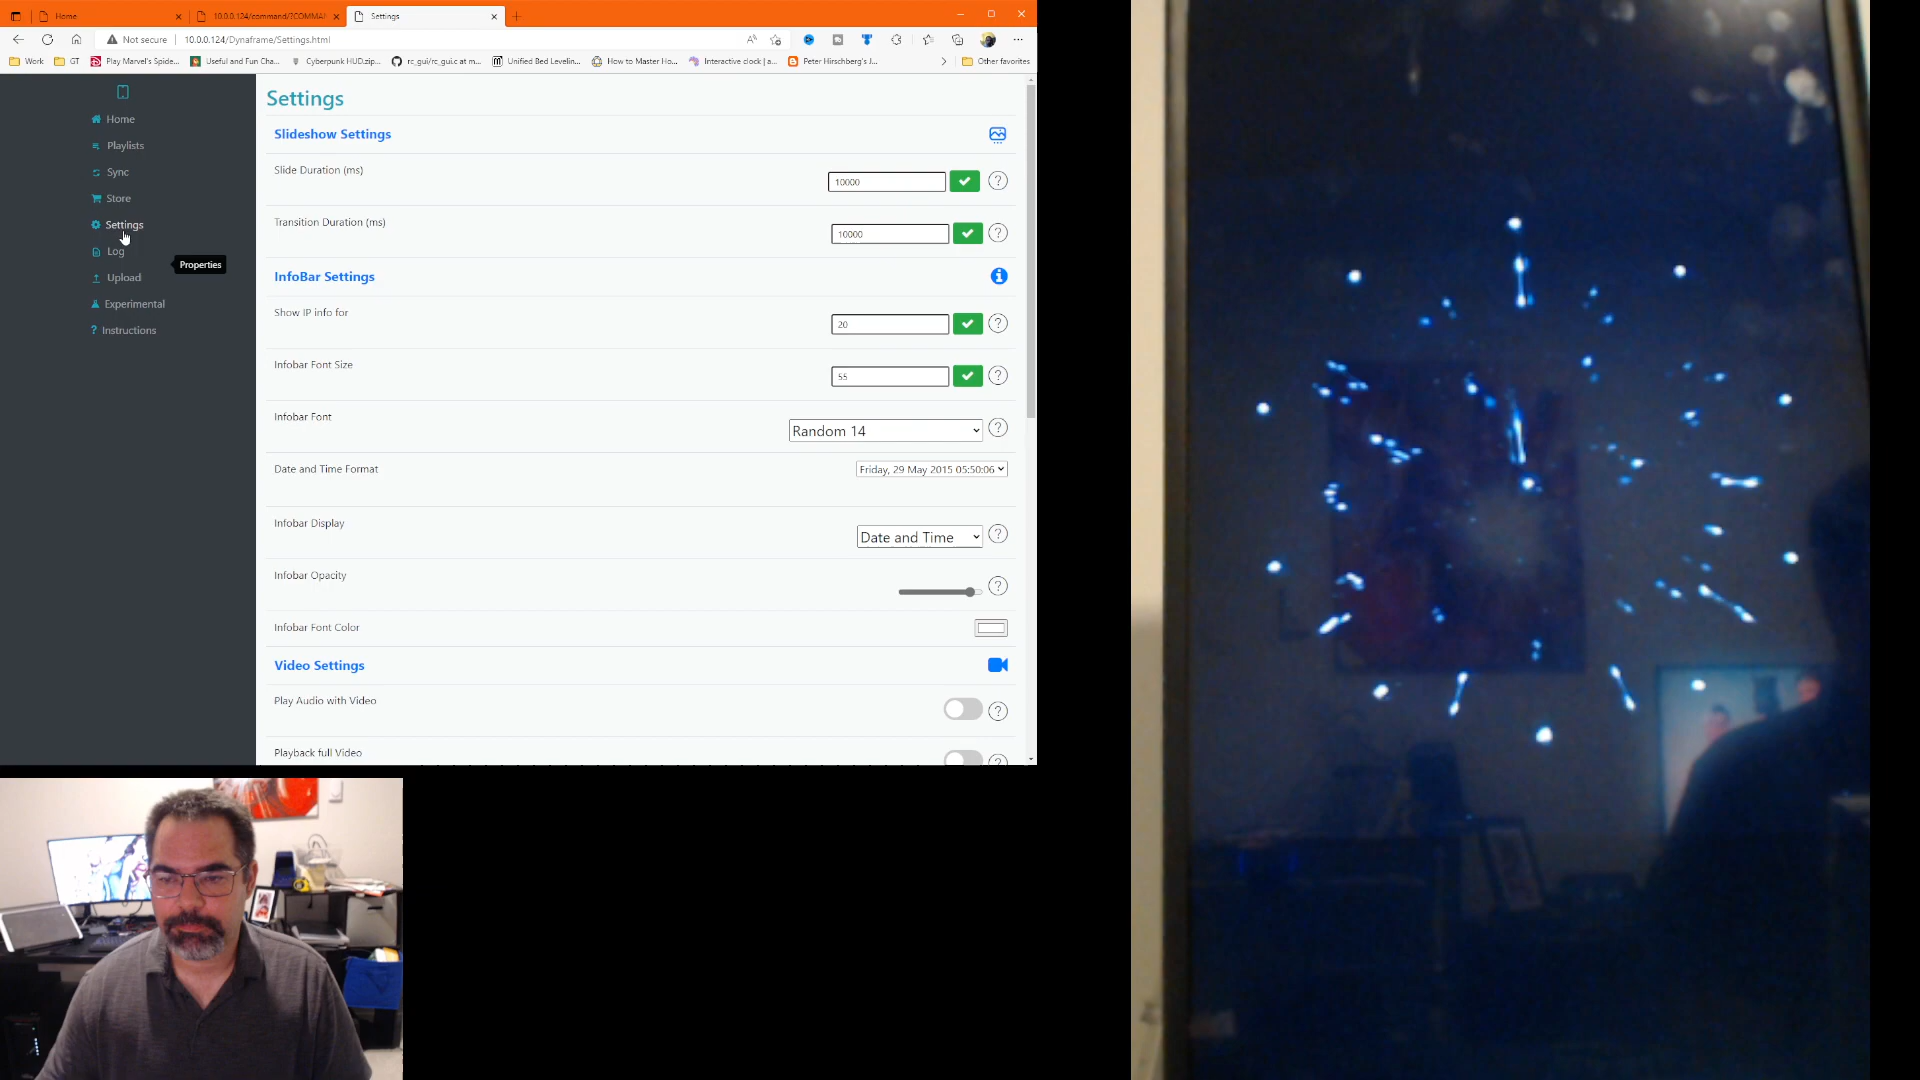 Home
10.0.0.124/command/?COMMA
Settings
Not secure
10.0.0.124/Dynaframe/Settings.html
Work
GT
Play Marvel's Spide...
Useful and Fun Cha...
Cyberpunk HUD.zip...
rc_gui/rc_gui.c at m...
Unified Bed Levelin...
How to Master Ho...
Interactive clock | a...
Peter Hirschberg's J...
Other favorites
Home
Playlists
Sync
Store
Settings
Log
Properties
Upload
Experimental
Instructions
Settings
Slideshow Settings
Slide Duration (ms)
10000
Transition Duration (ms)
10000
InfoBar Settings
Show IP info for
20
Infobar Font Size
55
Infobar Font
Random 14
Date and Time Format
Friday, 29 May 2015 05:50:06
Infobar Display
Date and Time
Infobar Opacity
Infobar Font Color
Video Settings
Play Audio with Video
Playback full Video